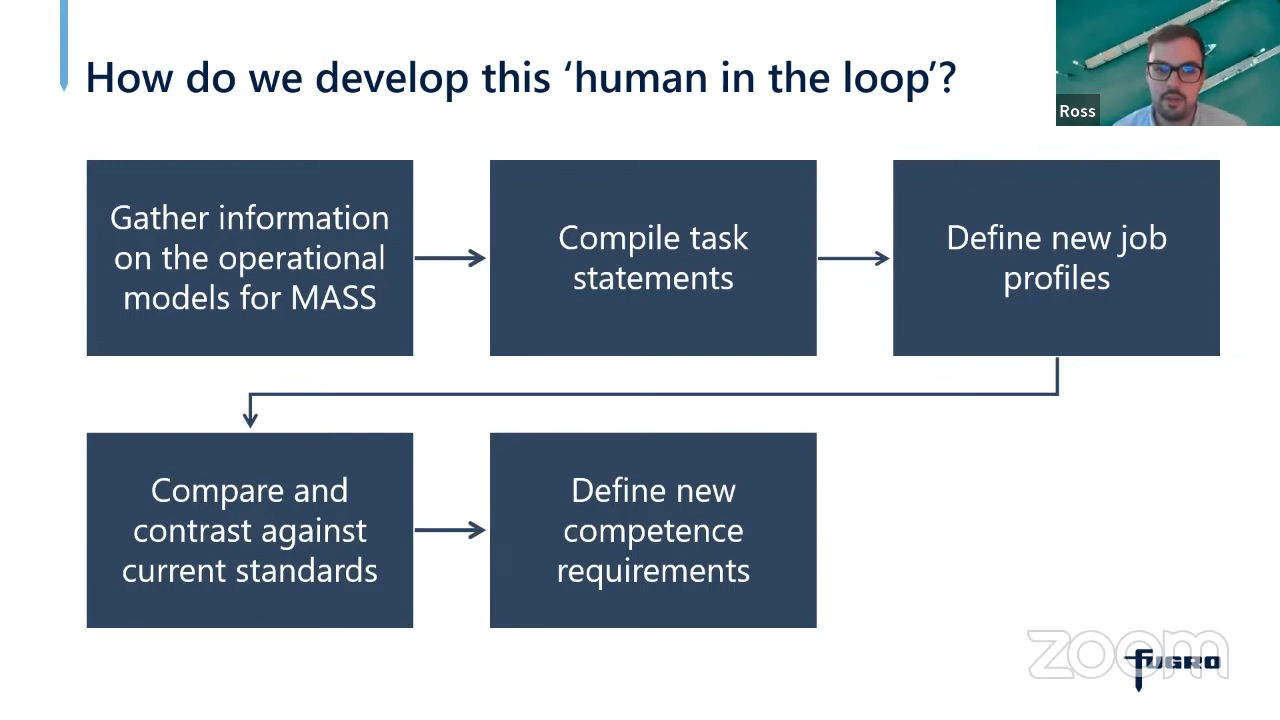 How do we develop this ‘human in the loop’?
Ross
Gather information
on the operational
models for MASS
Compile task
statements
Define new job
profiles
Compare and
contrast against
current standards
Define new
competence
requirements
zoom
FUGRO